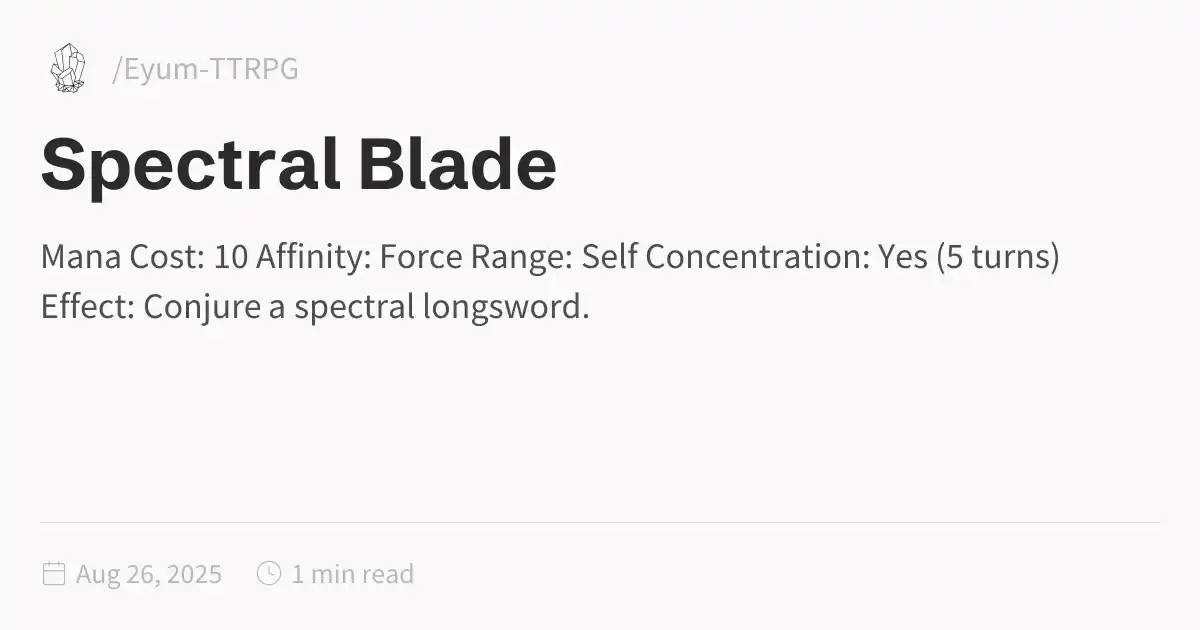 /Eyum-TTRPG
Spectral Blade
Mana Cost: 10 Affinity: Force Range: Self Concentration: Yes (5 turns)
Effect: Conjure a spectral longsword.
Aug 26, 2025 1 min read